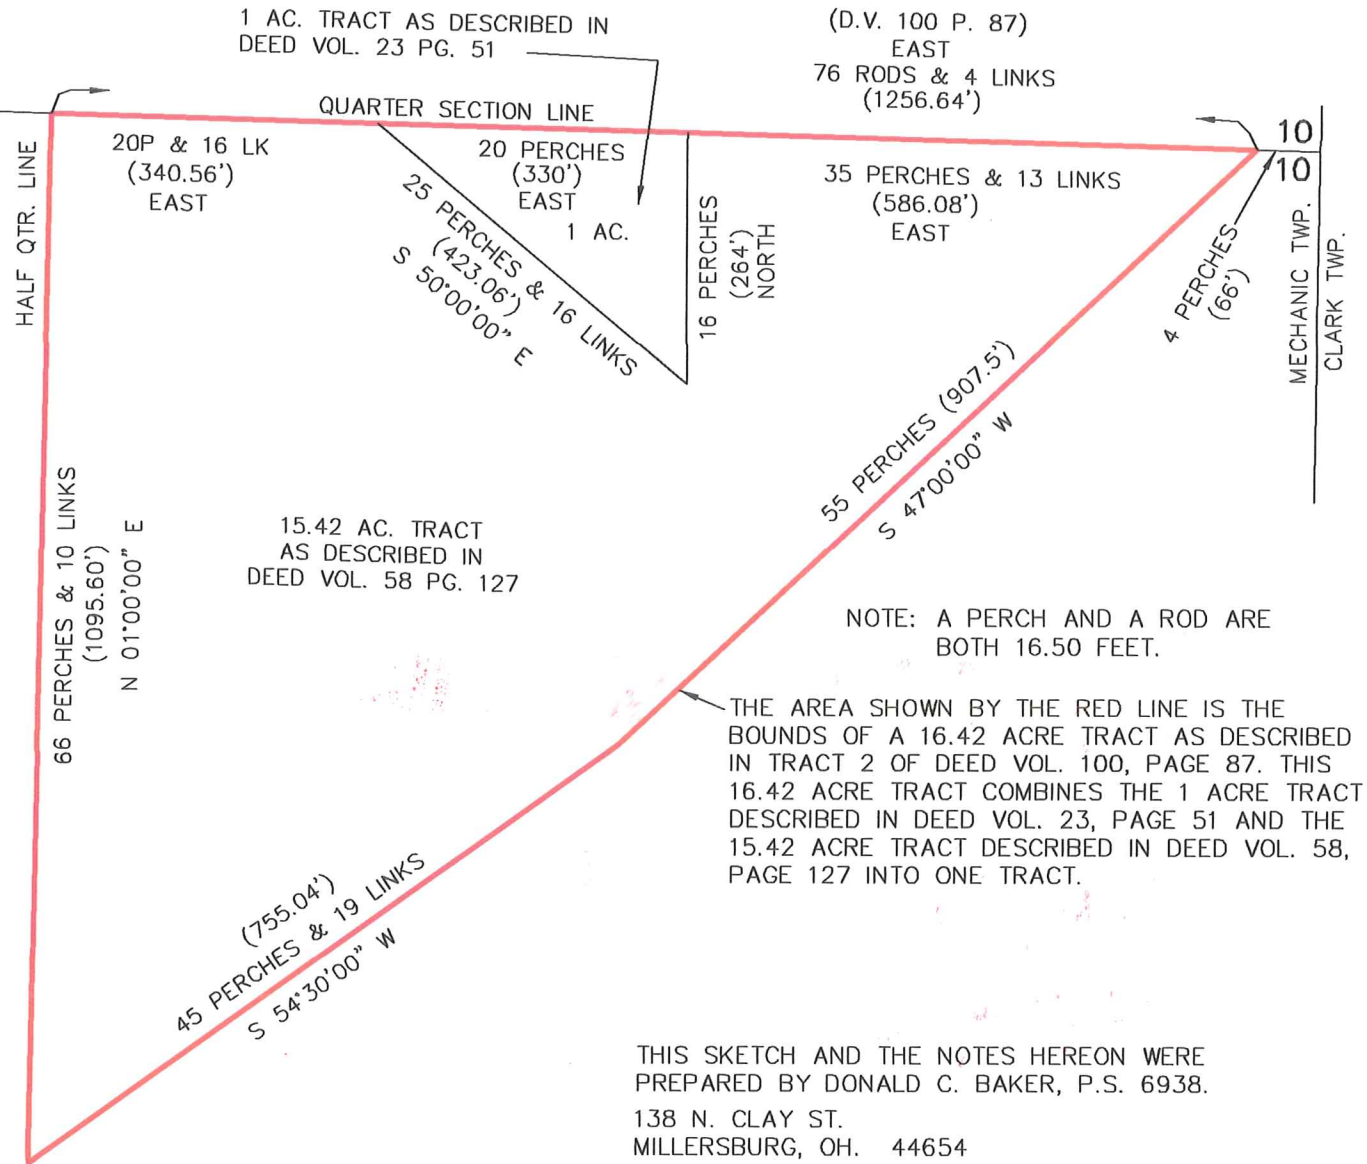 1 AC. TRACT AS DESCRIBED IN
DEED VOL. 23 PG. 51
(D.V. 100 P. 87)
EAST
76 RODS & 4 LINKS
(1256.64')
QUARTER SECTION LINE
HALF QTR. LINE
20P & 16 LK
(340.56')
EAST
20 PERCHES
(330')
EAST
1 AC.
25 PERCHES & 16 LINKS
(423.06')
S 50°00'00" E
16 PERCHES
(264')
NORTH
35 PERCHES & 13 LINKS
(586.08')
EAST
10
10
4 PERCHES
(66')
MECHANIC TWP.
CLARK TWP.
55 PERCHES (907.5')
S 47°00'00" W
66 PERCHES & 10 LINKS
(1095.60')
N 01°00'00" E
15.42 AC. TRACT
AS DESCRIBED IN
DEED VOL. 58 PG. 127
NOTE: A PERCH AND A ROD ARE
BOTH 16.50 FEET.
THE AREA SHOWN BY THE RED LINE IS THE
BOUNDS OF A 16.42 ACRE TRACT AS DESCRIBED
IN TRACT 2 OF DEED VOL. 100, PAGE 87. THIS
16.42 ACRE TRACT COMBINES THE 1 ACRE TRACT
DESCRIBED IN DEED VOL. 23, PAGE 51 AND THE
15.42 ACRE TRACT DESCRIBED IN DEED VOL. 58,
PAGE 127 INTO ONE TRACT.
(755.04')
45 PERCHES & 19 LINKS
S 54°30'00" W
THIS SKETCH AND THE NOTES HEREON WERE
PREPARED BY DONALD C. BAKER, P.S. 6938.
138 N. CLAY ST.
MILLERSBURG, OH. 44654